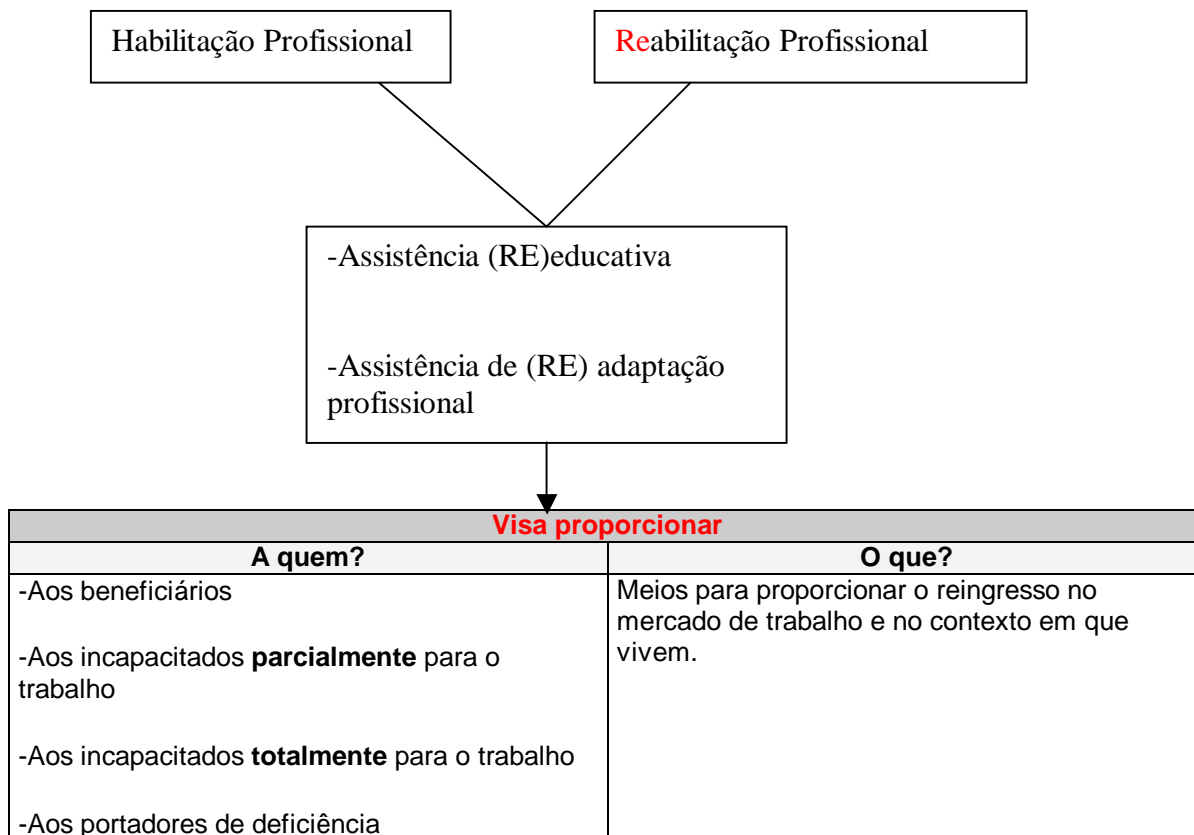 Habilitação Profissional
Reabilitação Profissional
-Assistência (RE)educativa
-Assistência de (RE) adaptação
profissional
Visa proporcionar
A quem?
O que?
-Aos beneficiários
-Aos incapacitados parcialmente para o
trabalho
-Aos incapacitados totalmente para o trabalho
-Aos portadores de deficiência
Meios para proporcionar o reingresso no
mercado de trabalho e no contexto em que
vivem.